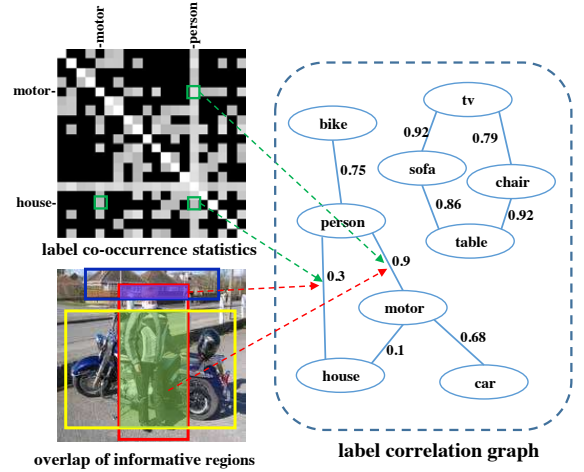 -motor
-person
motor-
house-
label co-occurrence statistics
overlap of informative regions
tv
bike
0.92
0.79
0.75
sofa
chair
0.86
0.92
person
table
0.9
0.3
motor
0.1
0.68
house
car
label correlation graph